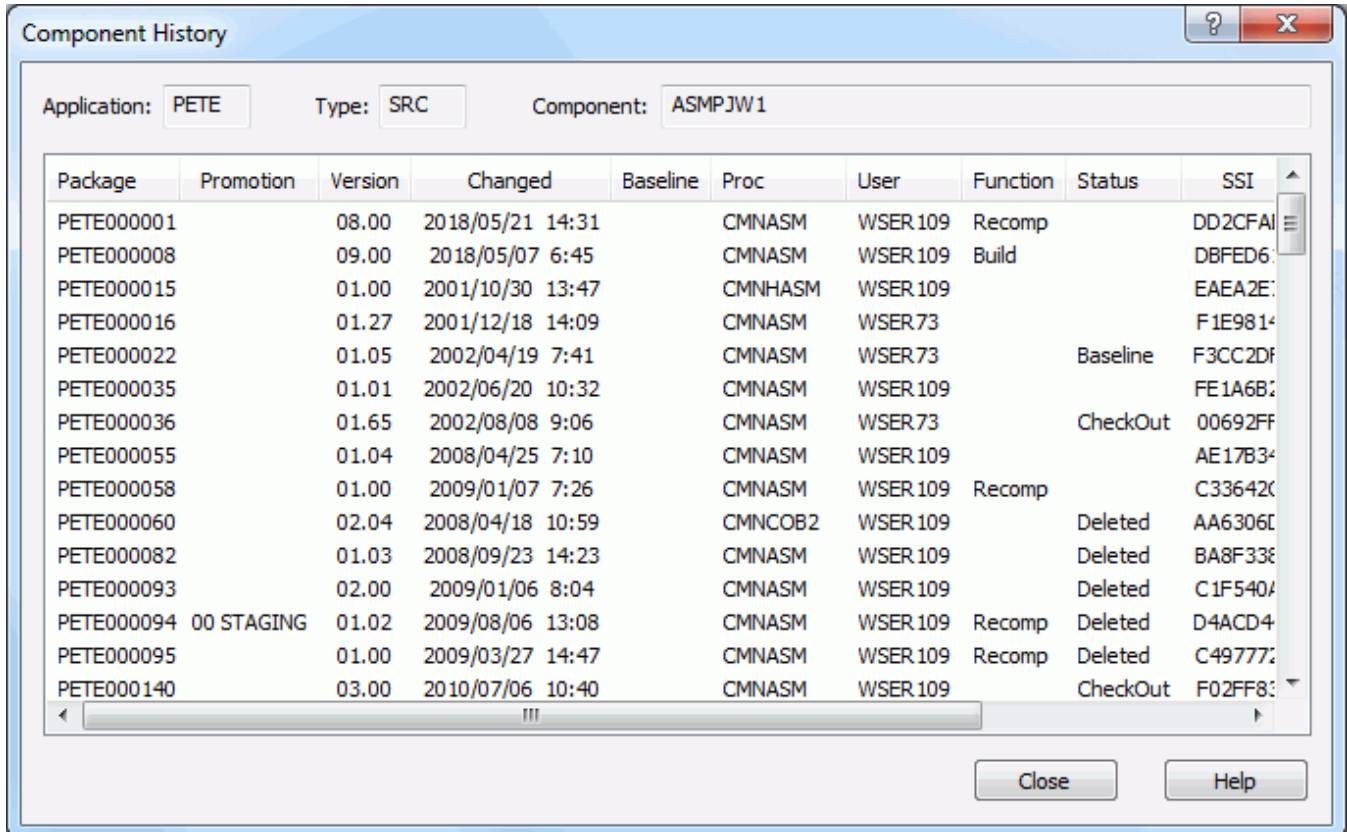 Component History
Application: PETE Type: SRC Component: ASMPJW1
Package Promotion Version Changed Baseline Proc User Function Status SSI
PETE000001 08.00 2018/05/21 14:31 CMNASM WSER109 Recomp
PETE000008 09.00 2018/05/07 6:45 CMNASM WSER109 Build DBFED6
PETE000015 01.00 2001/10/30 13:47 CMNHASM WSER109 EAEA2E
PETE000016 01.27 2001/12/18 14:09 CMNASM WSER73 F1E9814
PETE000022 01.05 2002/04/19 7:41 CMNASM WSER73 Baseline
PETE000035 01.01 2002/06/20 10:32 CMNASM WSER109 FE1A6B2
PETE000036 01.65 2002/08/08 9:06 CMNASM WSER73 CheckOut
PETE000055 01.04 2008/04/25 7:10 CMNASM WSER109 AE17B34
PETE000058 01.00 2009/01/07 7:26 CMNASM WSER109 Recomp
PETE000060 02.04 2008/04/18 10:59 CMNCOB2 WSER109 Deleted
PETE000082 01.03 2008/09/23 14:23 CMNASM WSER109 Deleted BA8F338
PETE000093 02.00 2009/01/06 8:04 CMNASM WSER109 Deleted
PETE000094 00 STAGING 01.02 2009/08/06 13:08 CMNASM WSER109 Recomp Deleted
PETE000095 01.00 2009/03/27 14:47 CMNASM WSER109 Recomp Deleted C497772
PETE000140 03.00 2010/07/06 10:40 CMNASM WSER109 CheckOut F02FF83
Close Help